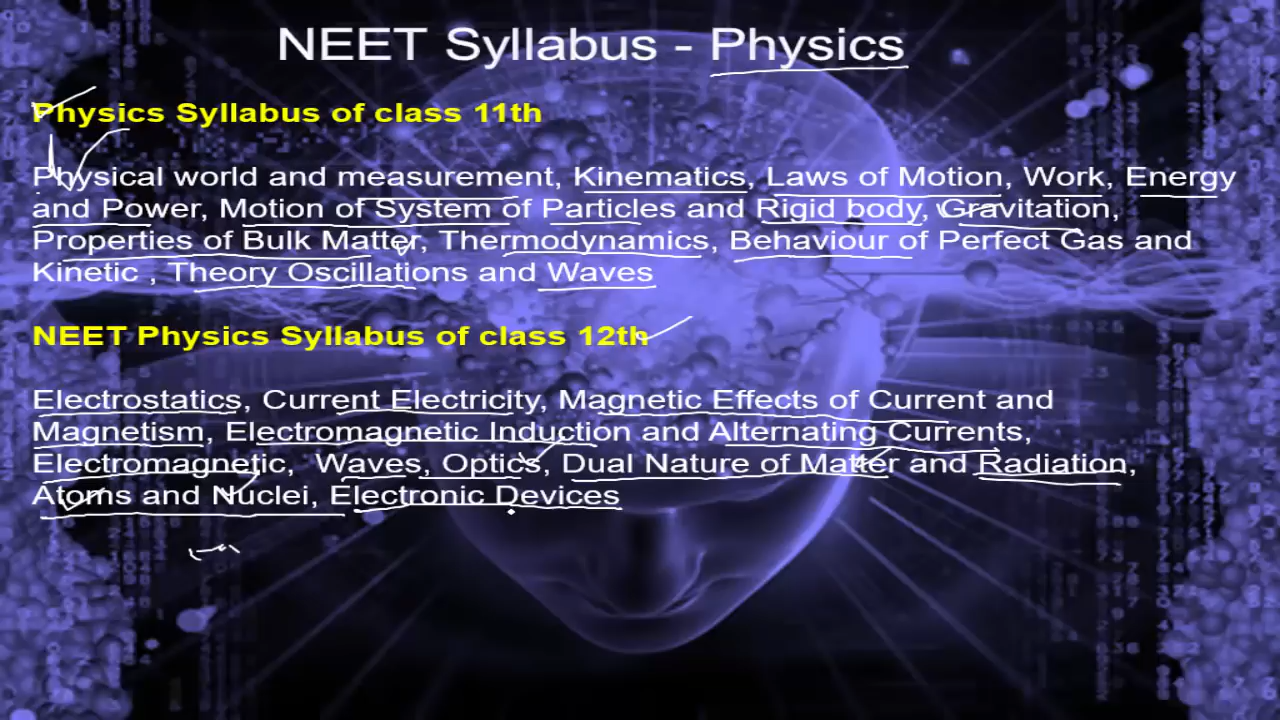 NEET Syllabus - Physics
Physics Syllabus of class 11th
Physical world and measurement, Kinematics, Laws of Motion, Work, Energy
and Power, Motion of System of Particles and Rigid body, Gravitation,
Properties of Bulk Matter, Thermodynamics, Behaviour of Perfect Gas and
Kinetic , Theory Oscillations and Waves
NEET Physics Syllabus of class 12th
Electrostatics, Current Electricity, Magnetic Effects of Current and
Magnetism, Electromagnetic Induction and Alternating Currents,
Electromagnetic,  Waves, Optics, Dual Nature of Matter and Radiation,
Atoms and Nuclei, Electronic Devices